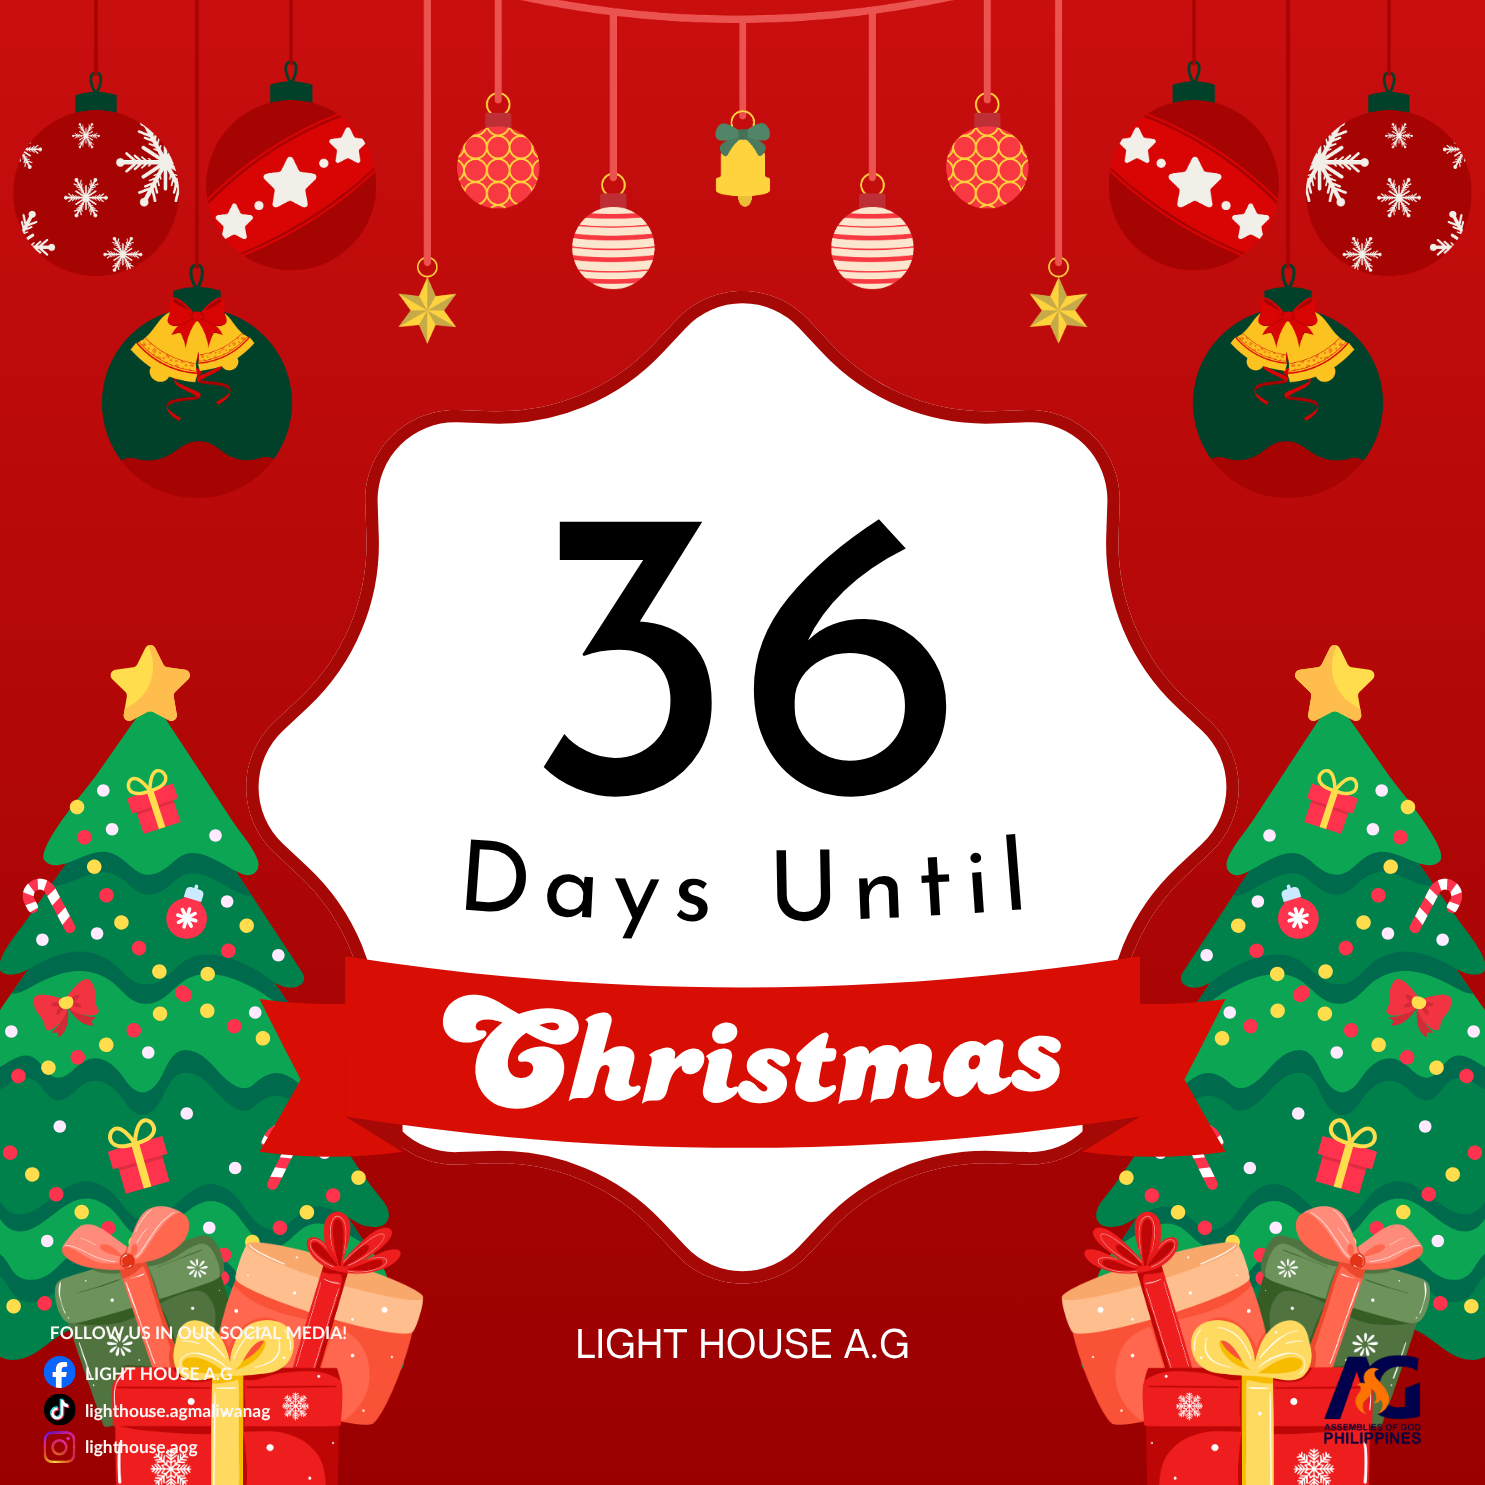 36
Days Until
Christmas
LIGHT HOUSE A.G
FOLLOW US IN OUR SOCIAL MEDIA!
LIGHT HOUSE A.G
lighthouse.agmaliwanag
lighthouse.aog
AG
ASSEMBLIES OF GOD
PHILIPPINES